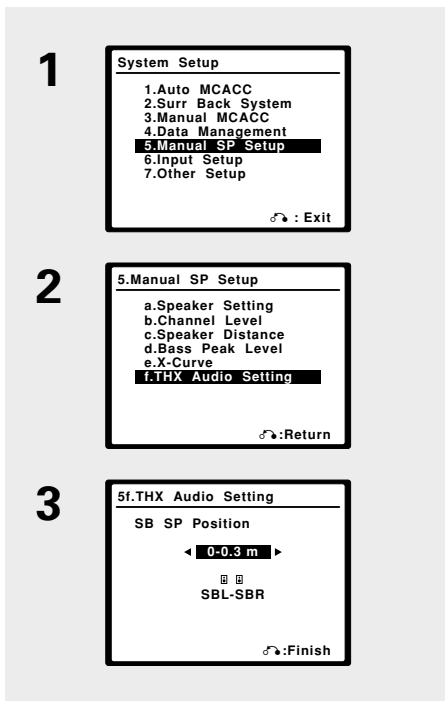 1
System Setup
1.Auto MCACC
2.Surr Back System
3.Manual MCACC
4.Data Management
5.Manual SP Setup
6.Input Setup
7.Other Setup
: Exit
2
5.Manual SP Setup
a.Speaker Setting
b.Channel Level
c.Speaker Distance
d.Bass Peak Level
e.X-Curve
f.THX Audio Setting
:Return
3
5f.THX Audio Setting
SB SP Position
0-0.3 m
SBL-SBR
:Finish